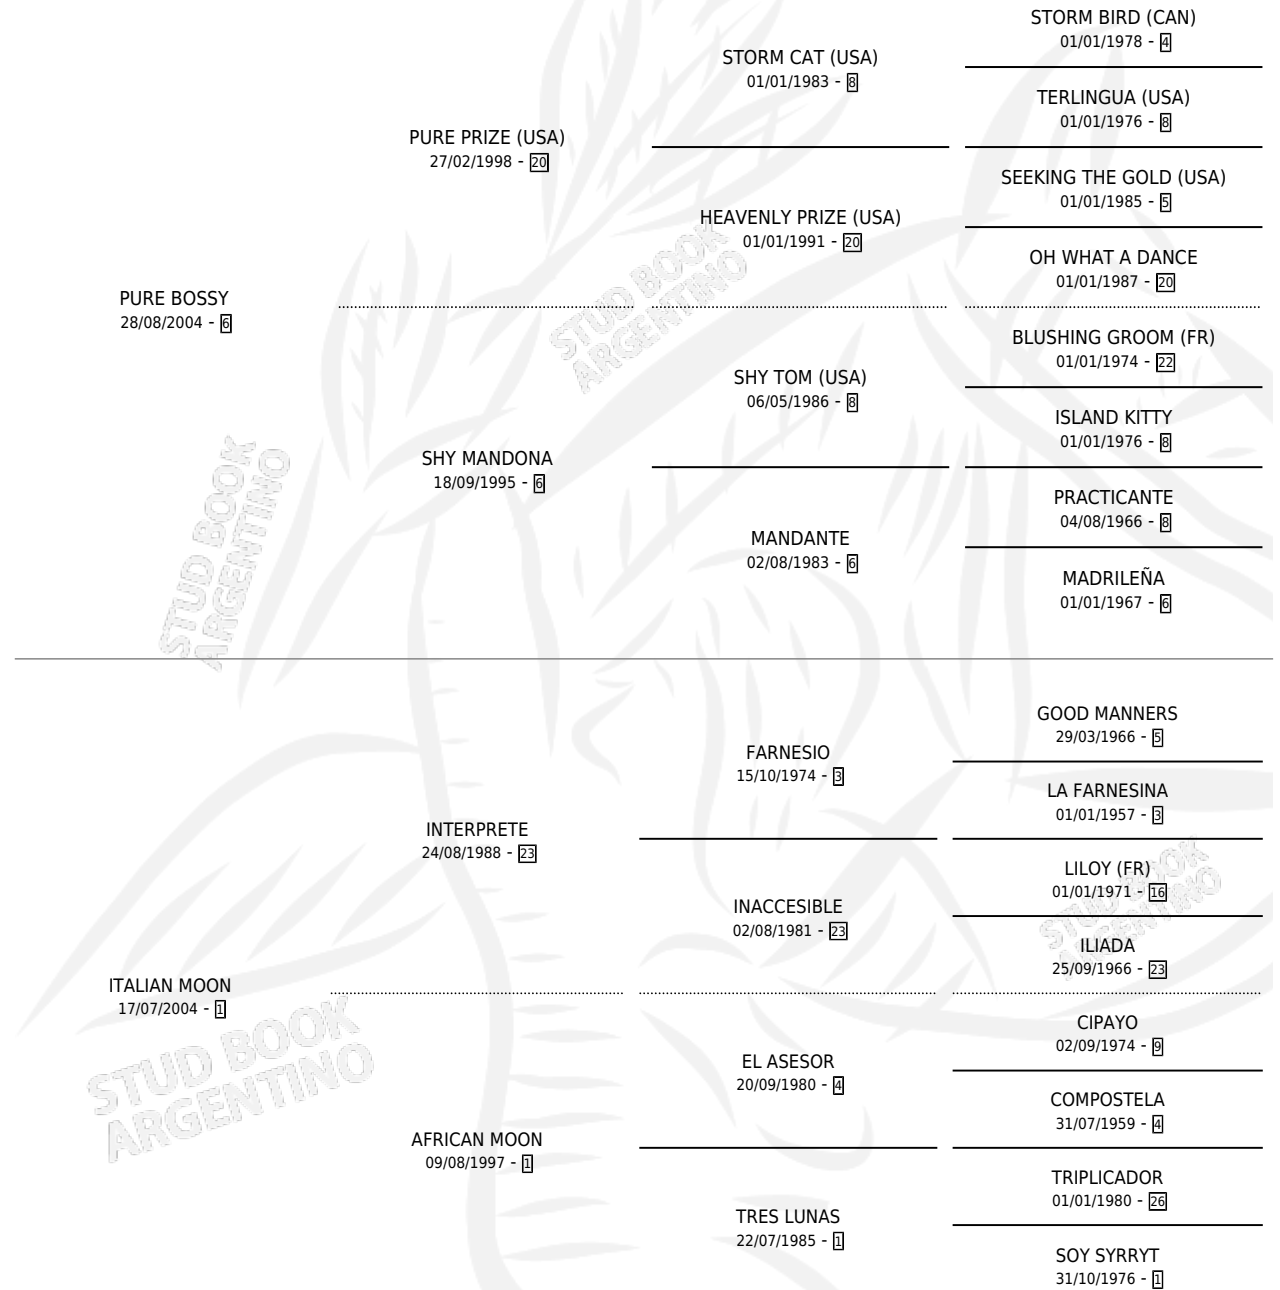 STORM BIRD (CAN)
01/01/1978 - 4
STORM CAT (USA)
01/01/1983 - 8
TERLINGUA (USA)
01/01/1976 - 8
PURE PRIZE (USA)
27/02/1998 - 20
SEEKING THE GOLD (USA)
01/01/1985 - 5
HEAVENLY PRIZE (USA)
01/01/1991 - 20
OH WHAT A DANCE
01/01/1987 - 20
PURE BOSSY
28/08/2004 - 6
BLUSHING GROOM (FR)
01/01/1974 - 22
SHY TOM (USA)
06/05/1986 - 8
ISLAND KITTY
01/01/1976 - 8
SHY MANDONA
18/09/1995 - 6
PRACTICANTE
04/08/1966 - 8
MANDANTE
02/08/1983 - 6
MADRILEÑA
01/01/1967 - 6
GOOD MANNERS
29/03/1966 - 5
FARNESIO
15/10/1974 - 3
LA FARNESINA
01/01/1957 - 3
INTERPRETE
24/08/1988 - 23
LILOY (FR)
01/01/1971 - 16
INACCESIBLE
02/08/1981 - 23
ILIADA
25/09/1966 - 23
ITALIAN MOON
17/07/2004 - 1
CIPAYO
02/09/1974 - 9
EL ASESOR
20/09/1980 - 4
COMPOSTELA
31/07/1959 - 4
AFRICAN MOON
09/08/1997 - 1
TRIPLICADOR
01/01/1980 - 26
TRES LUNAS
22/07/1985 - 1
SOY SYRRYT
31/10/1976 - 1
STUD BOOK
ARGENTINO
STUD BOOK
ARGENTINO
STUD BOOK
ARGENTINO
STUD BOOK
ARGENTINO